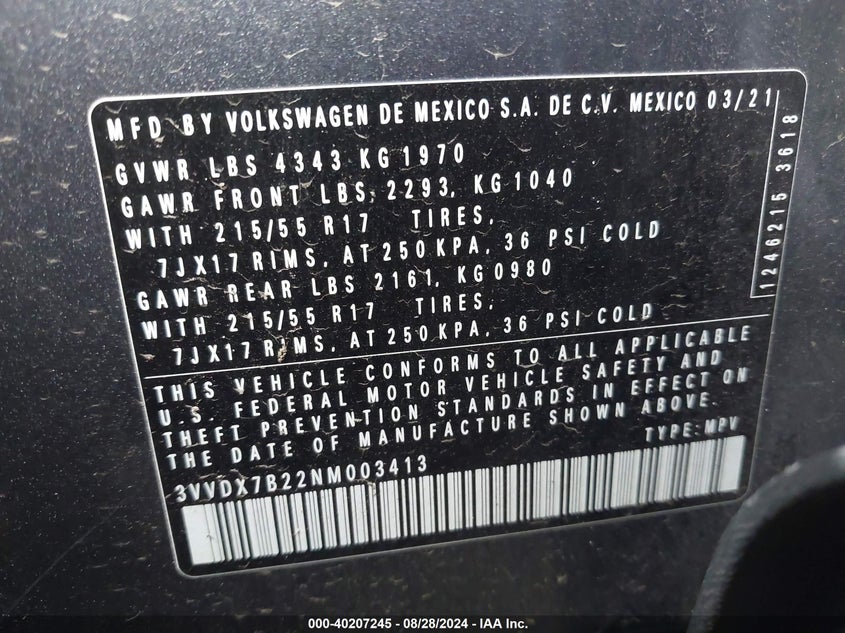 MFD BY VOLKSWAGEN DE MEXICO S.A. DE C.V. MEXICO 03/21
GVWR LBS 4343 KG 1970
GAWR FRONT LBS, 2293, KG 1040
WITH 215/55 R17 TIRES,
7JX17 RIMS, AT 250 KPA, 36 PSI COLD
GAWR REAR LBS 2161, KG 0980
WITH 215/55 R17 TIRES,
7JX17 RIMS, AT 250 KPA, 36 PSI COLD
1246215 3618
THIS VEHICLE CONFORMS TO ALL APPLICABLE
U.S. FEDERAL MOTOR VEHICLE SAFETY AND
THEFT PREVENTION STANDARDS IN EFFECT ON
THE DATE OF MANUFACTURE SHOWN ABOVE.
TYPE: MPV
3VVDX7B22NM003413
000-40207245 - 08/28/2024 - IAA Inc.